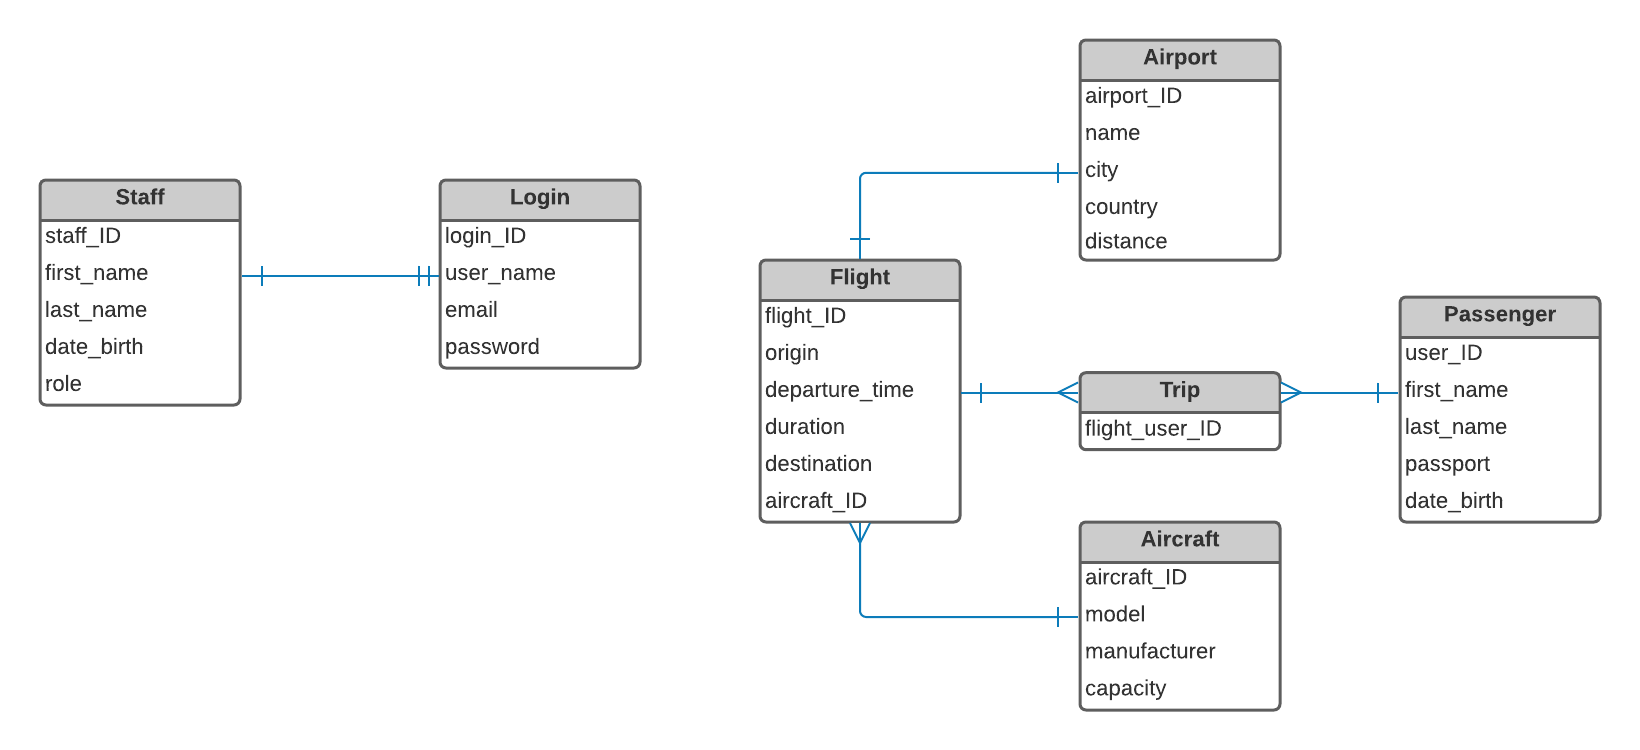 Staff
staff_ID
first_name
last_name
date_birth
role
Login
login_ID
user_name
email
password
Airport
airport_ID
name
city
country
distance
Flight
flight_ID
origin
departure_time
duration
destination
aircraft_ID
Trip
flight_user_ID
Passenger
user_ID
first_name
last_name
passport
date_birth
Aircraft
aircraft_ID
model
manufacturer
capacity